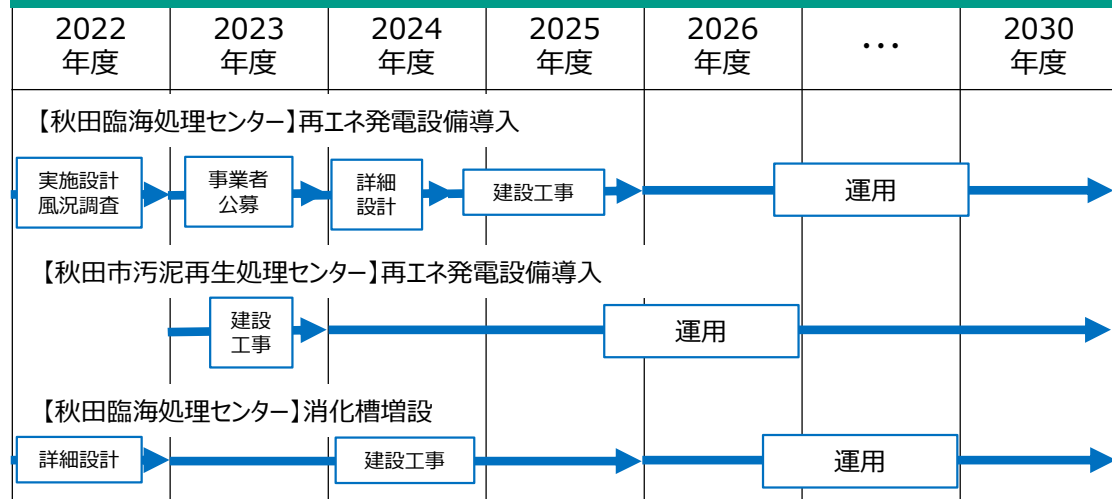 2022
年度
2023
年度
2024
年度
2025
年度
2026
年度
…
2030
年度
【秋田臨海処理センター】再エネ発電設備導入
実施設計
風況調査
事業者
公募
詳細
設計
建設工事
運用
【秋田市汚泥再生処理センター】再エネ発電設備導入
建設
工事
運用
【秋田臨海処理センター】消化槽増設
詳細設計
建設工事
運用